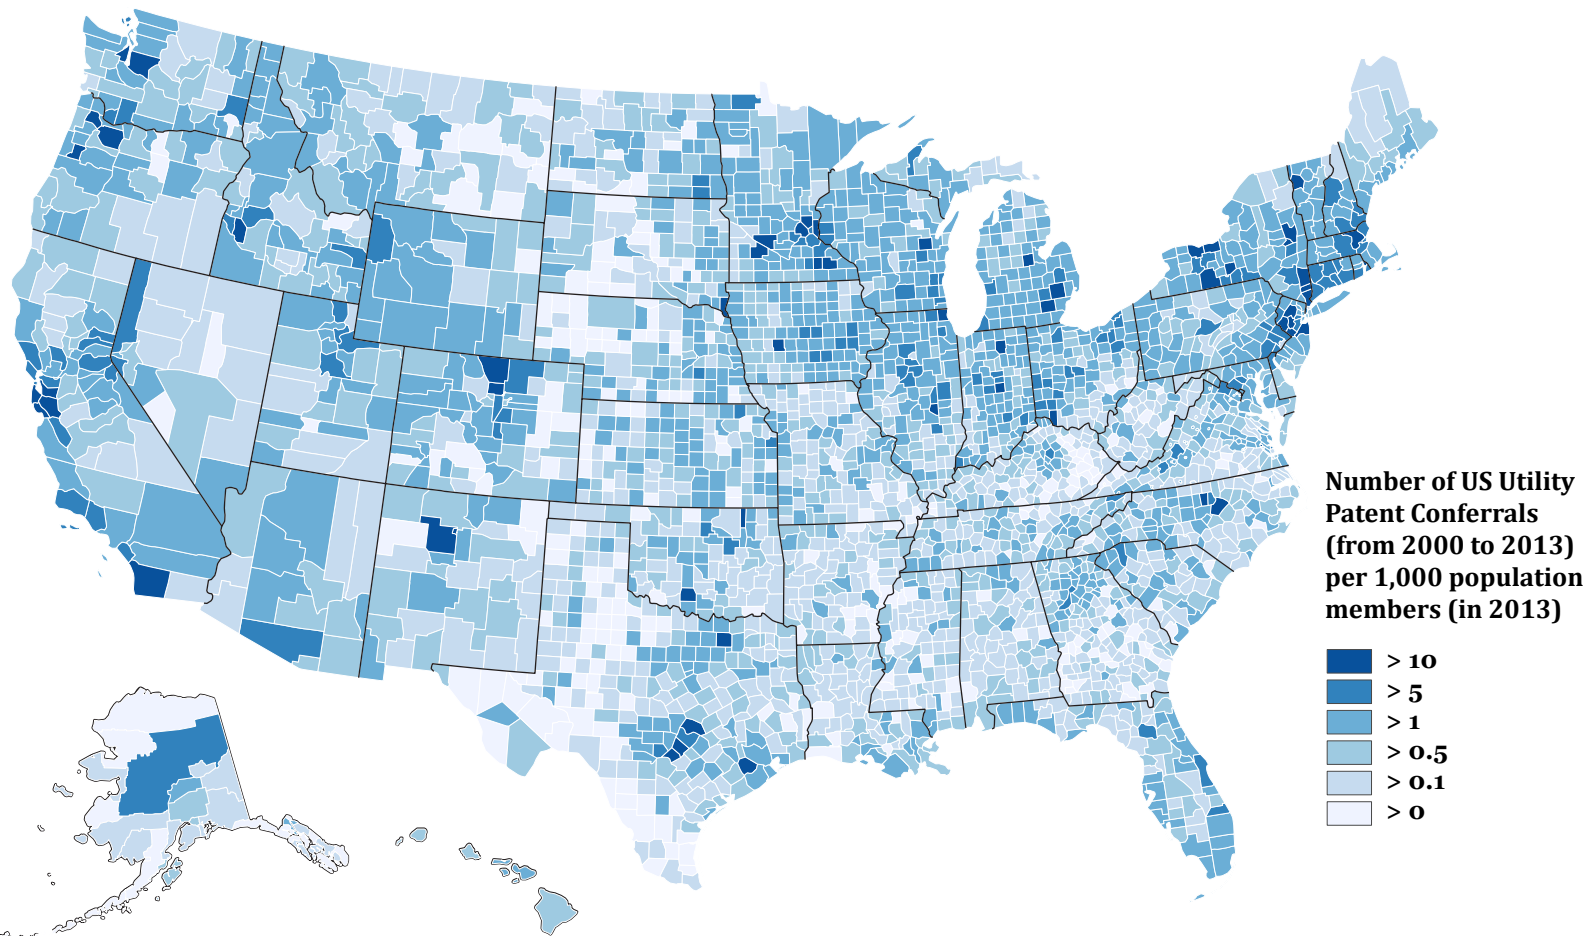 Number of US Utility
Patent Conferrals
(from 2000 to 2013)
per 1,000 population
members (in 2013)
> 10
> 5
> 1
> 0.5
> 0.1
> 0